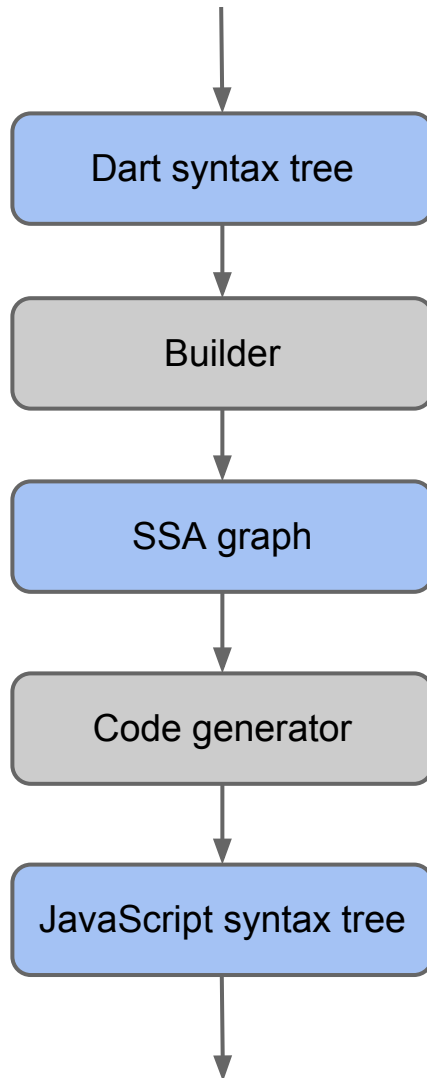 Dart syntax tree
Builder
SSA graph
Code generator
JavaScript syntax tree